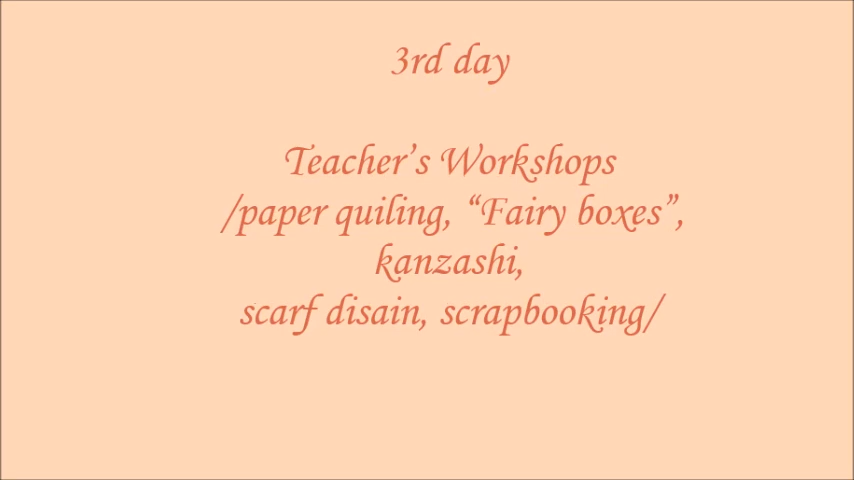 3rd day
Teacher’s Workshops
/paper quiling, “Fairy boxes”,
kanzashi,
scarf disain, scrapbooking/